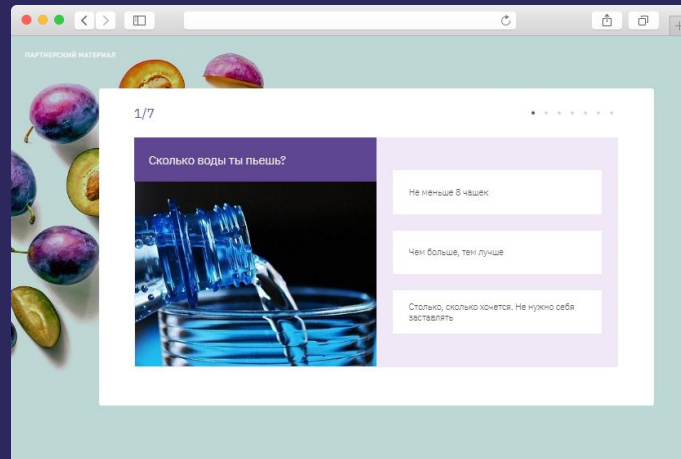 ПАРТНЕРСКИЙ МАТЕРИАЛ
1/7
Сколько воды ты пьешь?
Не меньше 8 чашек
Чем больше, тем лучше
Столько, сколько хочется. Не нужно себя
заставлять